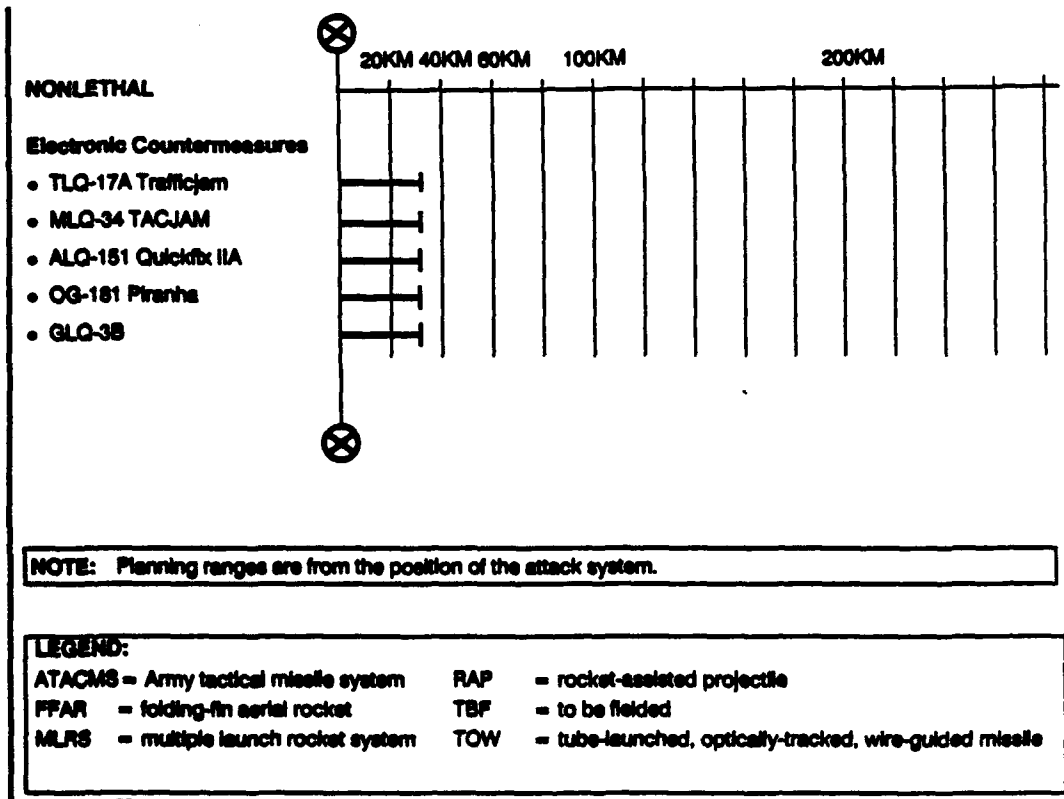 20KM 40KM 60KM 100KM 200KM
NONLETHAL
Electronic Countermeasures
• TLQ-17A Trafficjam
• MLQ-34 TACJAM
• ALQ-151 Quickfix IIA
• OG-181 Piranha
• GLQ-3B
NOTE: Planning ranges are from the position of the attack system.
LEGEND:
ATACMS = Army tactical missile system RAP = rocket-assisted projectile
FFAR = folding-fin aerial rocket TBF = to be fielded
MLRS = multiple launch rocket system TOW = tube-launched, optically-tracked, wire-guided missile